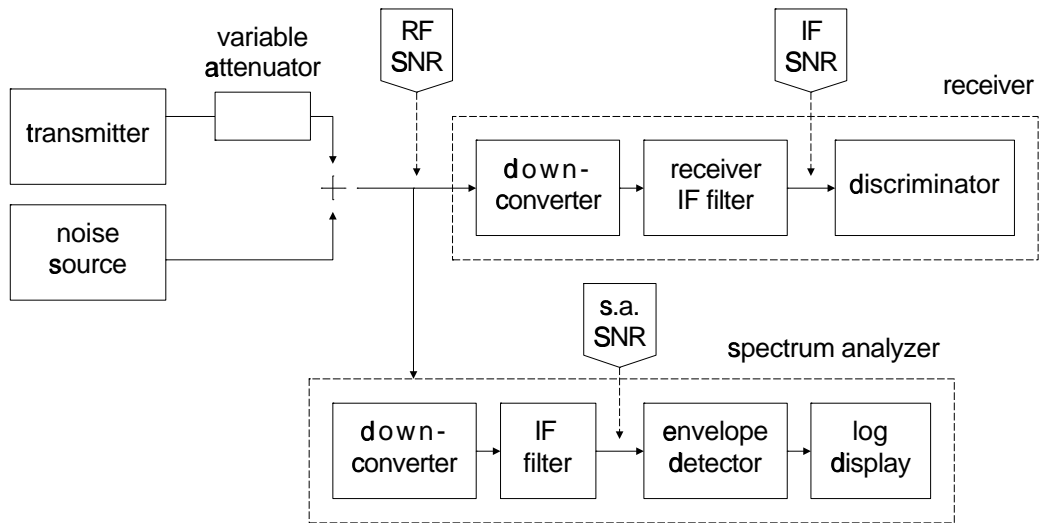 variable
attenuator
RF
SNR
IF
SNR
receiver
transmitter
down-
converter
receiver
IF filter
discriminator
noise
source
s.a.
SNR
spectrum analyzer
down-
converter
IF
filter
envelope
detector
log
display